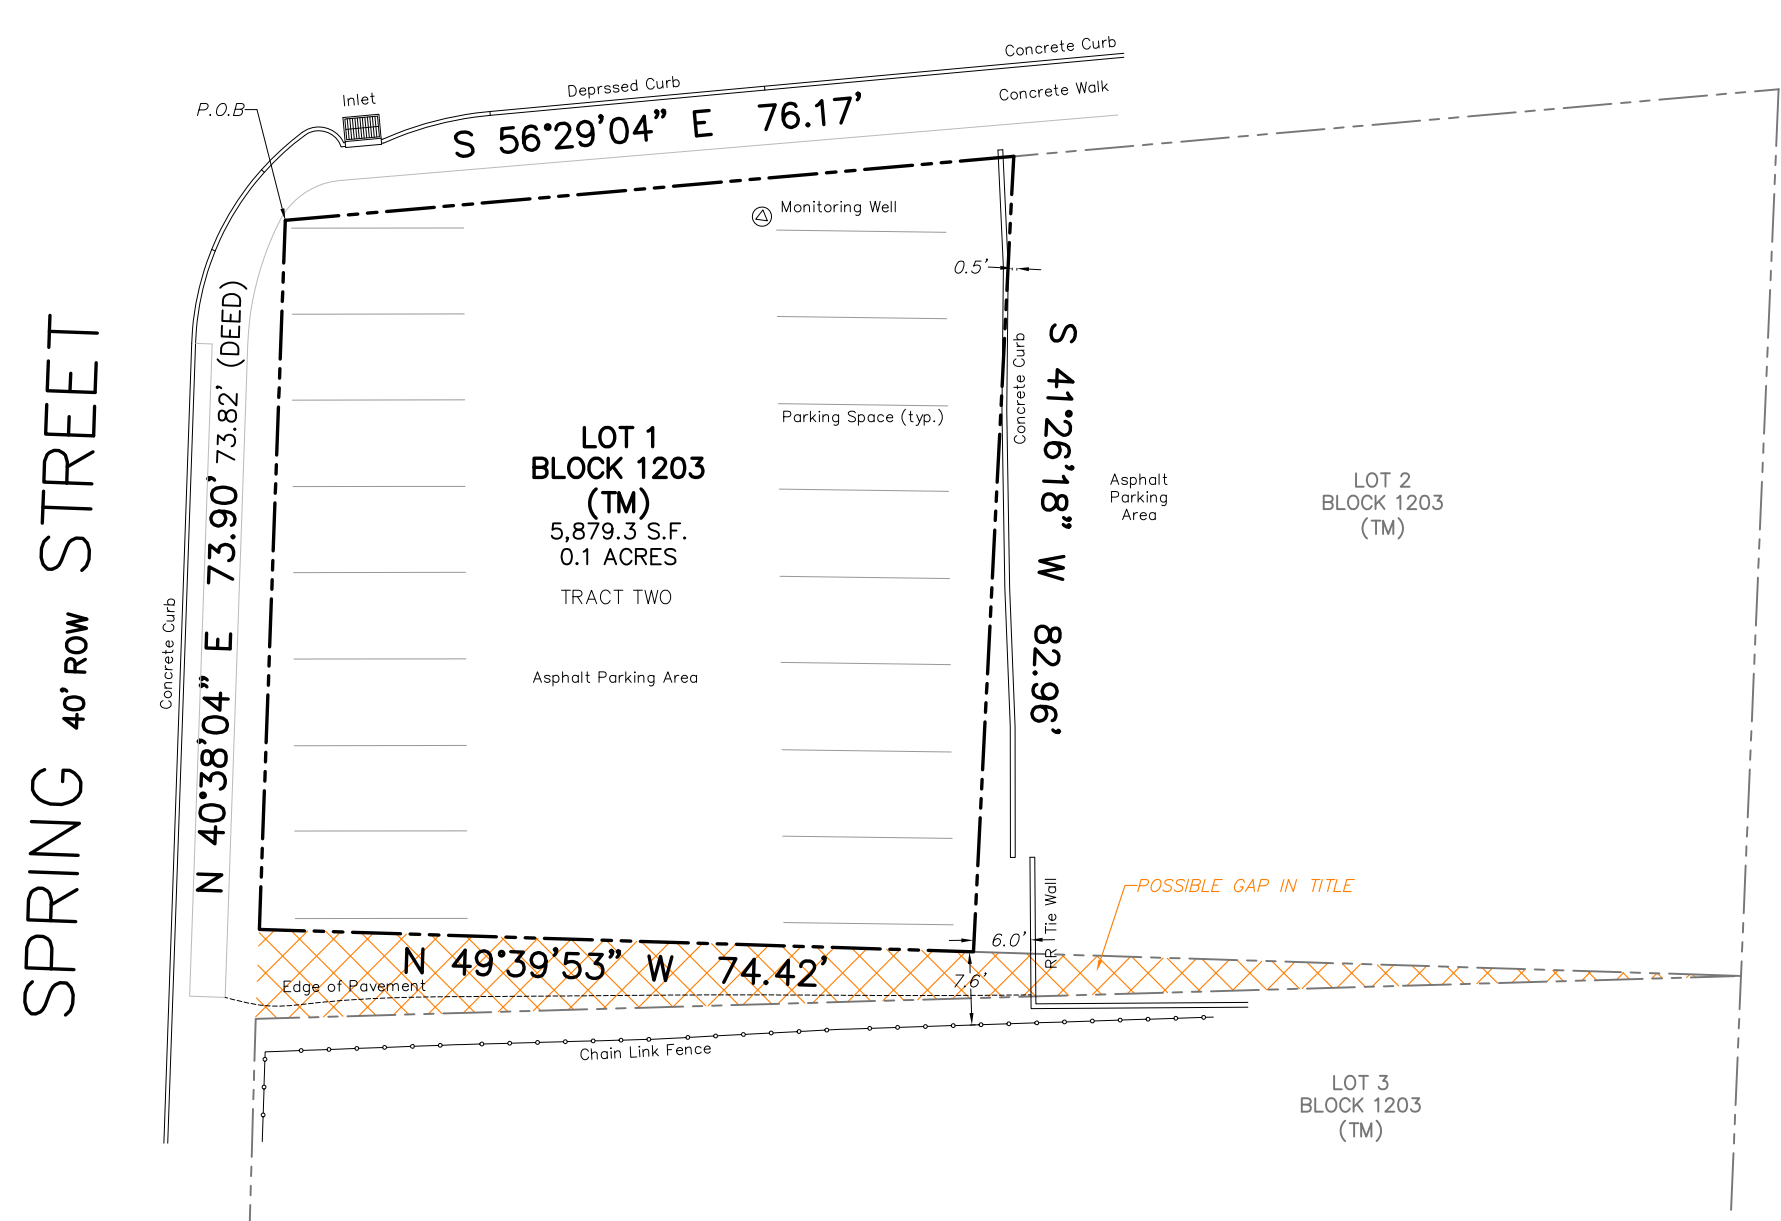 Concrete Curb
Deprssed Curb
Concrete Walk
Inlet
P.O.B
S 56°29'04" E 76.17'
Monitoring Well
0.5'
SPRING 40' ROW STREET
Concrete Curb
N 40°38'04" E 73.90' 73.82' (DEED)
Parking Space (typ.)
Concrete Curb
S 41°26'18" W 82.96'
LOT 1
BLOCK 1203
(TM)
5,879.3 S.F.
0.1 ACRES
TRACT TWO
Asphalt Parking Area
Asphalt
Parking
Area
LOT 2
BLOCK 1203
(TM)
POSSIBLE GAP IN TITLE
RR Tie Wall
6.0'
N 49°39'53" W 74.42'
7.6'
Edge of Pavement
Chain Link Fence
LOT 3
BLOCK 1203
(TM)